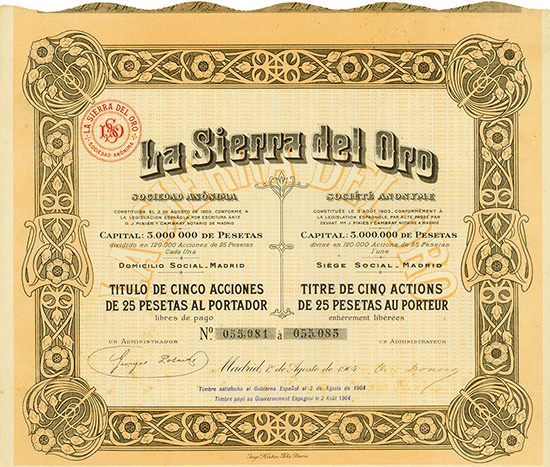 LA SIERRA DEL ORO
SOCIEDAD ANÓNIMA
La Sierra del Oro
SOCIEDAD ANÓNIMA
CONSTITUIDA EL 3 DE AGOSTO DE 1903, CONFORME A
LA LEGISLACION ESPAÑOLA POR ESCRITURA ANTE
CAMBRAY, NOTARIO DE MADRID
CAPITAL: 3.000.000 DE PESETAS
dividido en 120.000 Acciones de 25 Pesetas
Cada Una
DOMICILIO SOCIAL-MADRID
TITULO DE CINCO ACCIONES
DE 25 PESETAS AL PORTADOR
libres de pago
SOCIÉTÉ ANONYME
CONSTITUÉE LE 3 AOÛT 1903, CONFORMÉMENT A
LA LEGISLATION ESPAGNOLE, PAR ACTE PASSÉ
CAMBRAY, NOTAIRE DE MADRID
CAPITAL: 3.000.000 DE PESETAS
divisé en 120.000 Actions de 25 Pesetas
l'une
SIÈGE SOCIAL-MADRID
TITRE DE CINQ ACTIONS
DE 25 PESETAS AU PORTEUR
entièrement libérées
No. 055.081 à 055.085
UN ADMINISTRADOR
UN ADMINISTRATEUR
Georges
Madrid, 1º de Agosto de 1904
Timbre satisfecho al Gobierno Español el 2 de Agosto de 1904
Timbre payé au Gouvernement Espagnol le 2 Août 1904